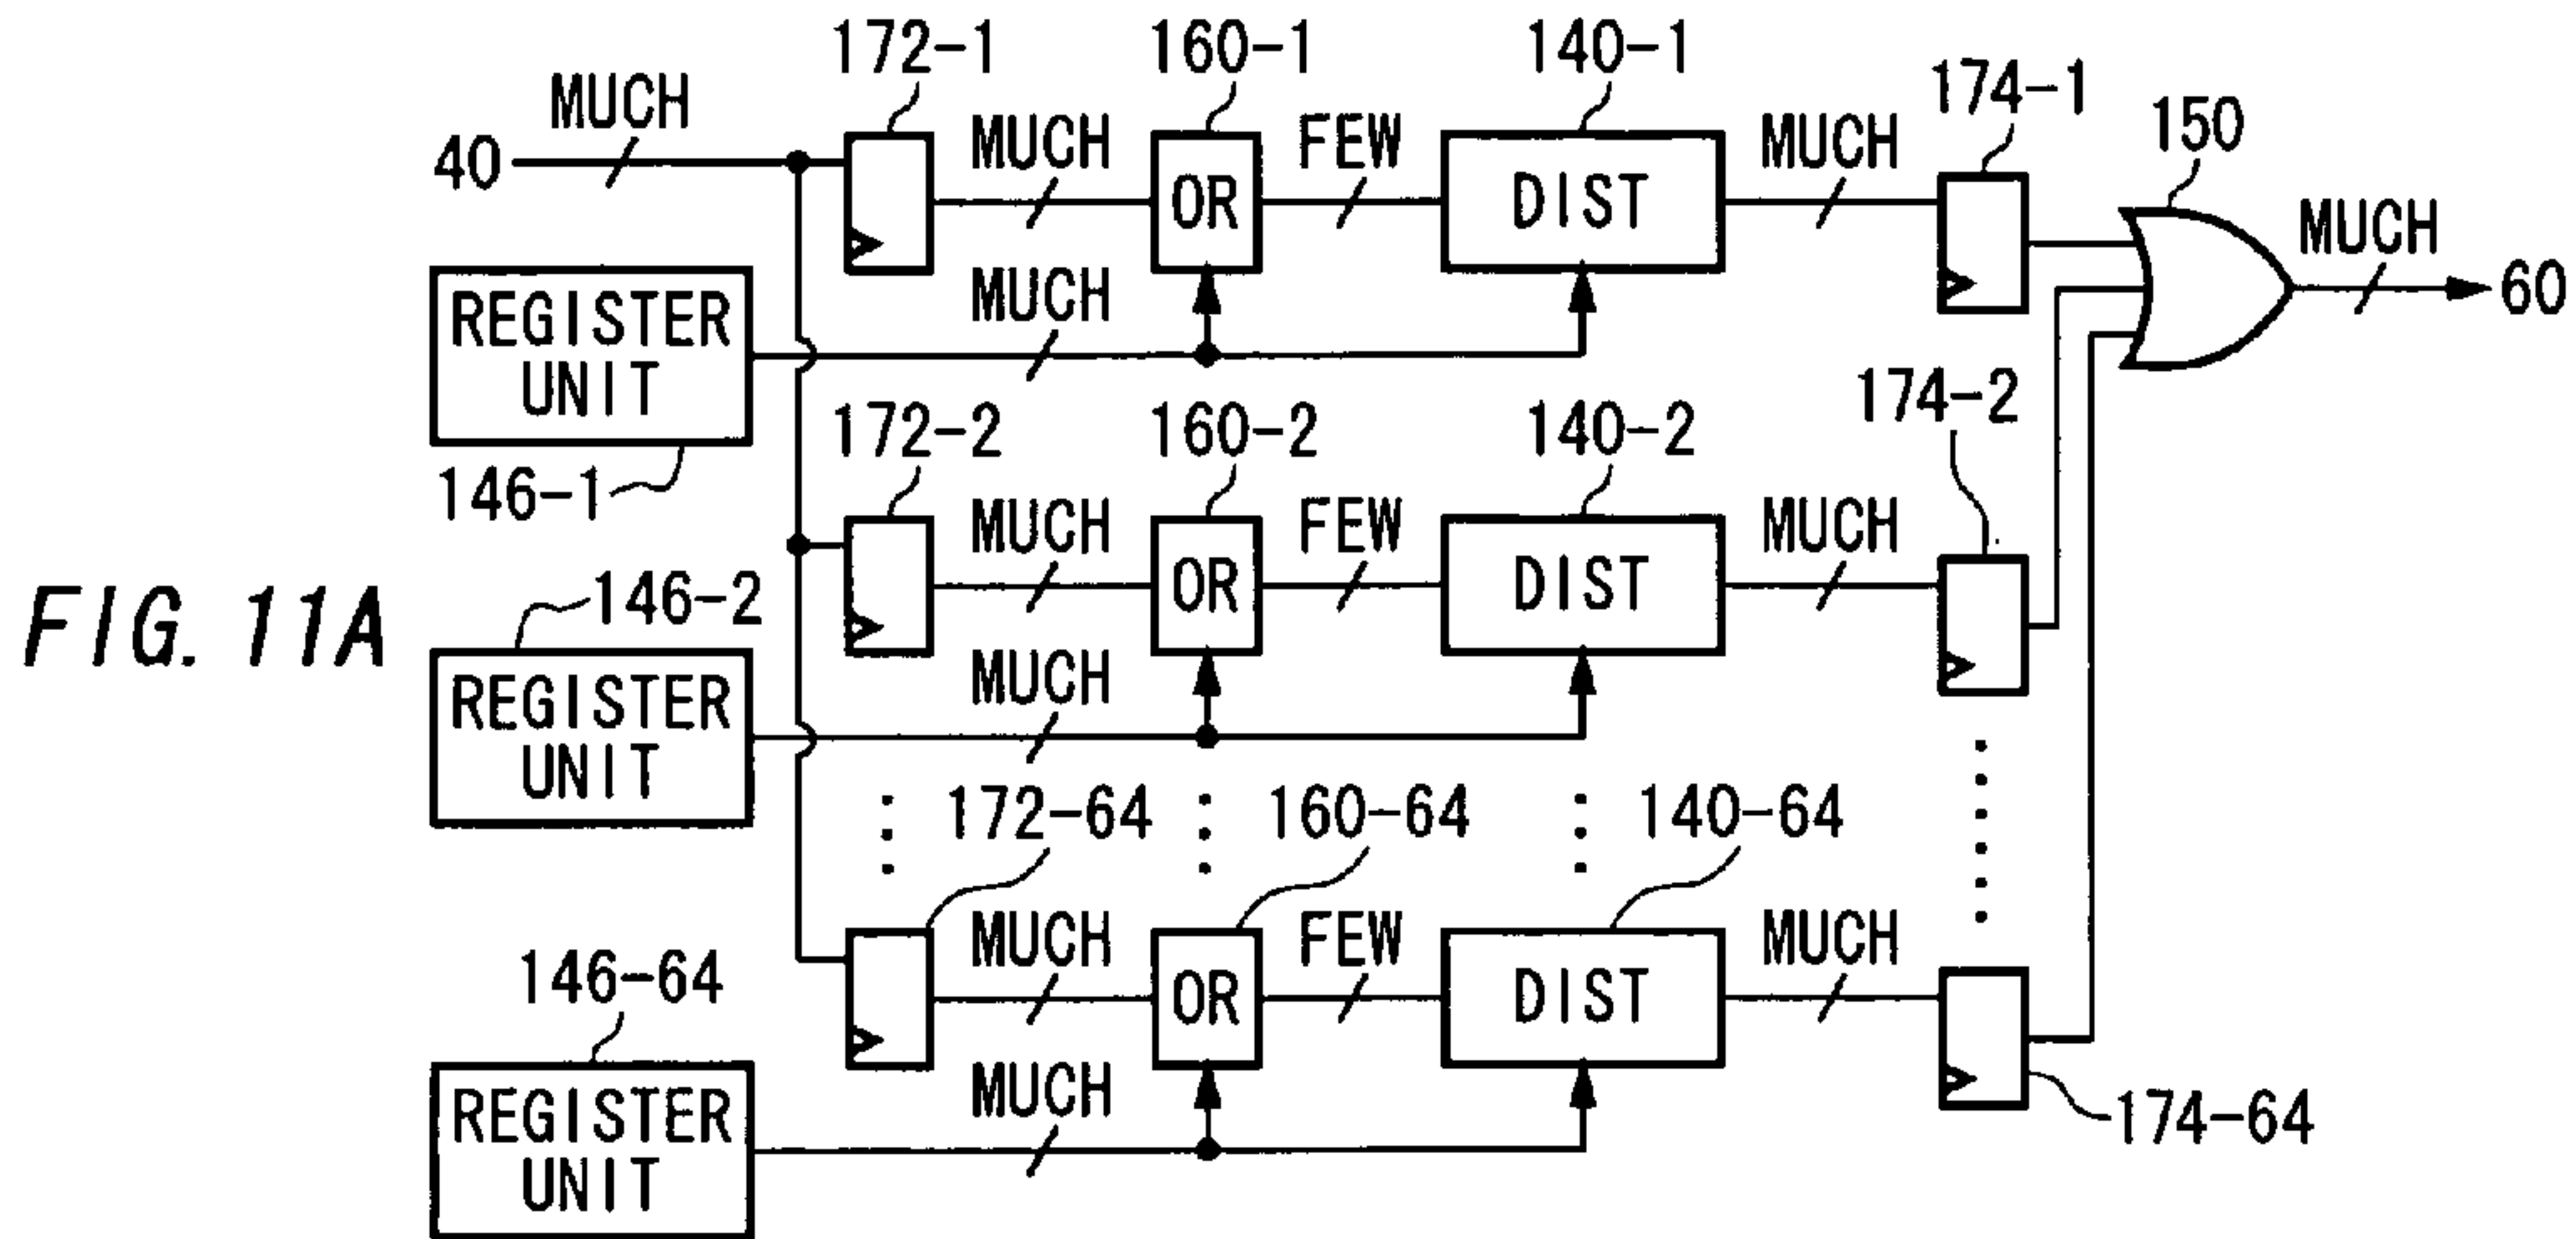 172-1
160-1
140-1
174-1
150
MUCH
40
MUCH
OR
FEW
DIST
MUCH
MUCH
60
REGISTER
UNIT
MUCH
146-1
172-2
160-2
140-2
174-2
MUCH
OR
FEW
DIST
MUCH
FIG. 11A
146-2
REGISTER
UNIT
MUCH
172-64
160-64
140-64
MUCH
OR
FEW
DIST
MUCH
146-64
REGISTER
UNIT
MUCH
174-64